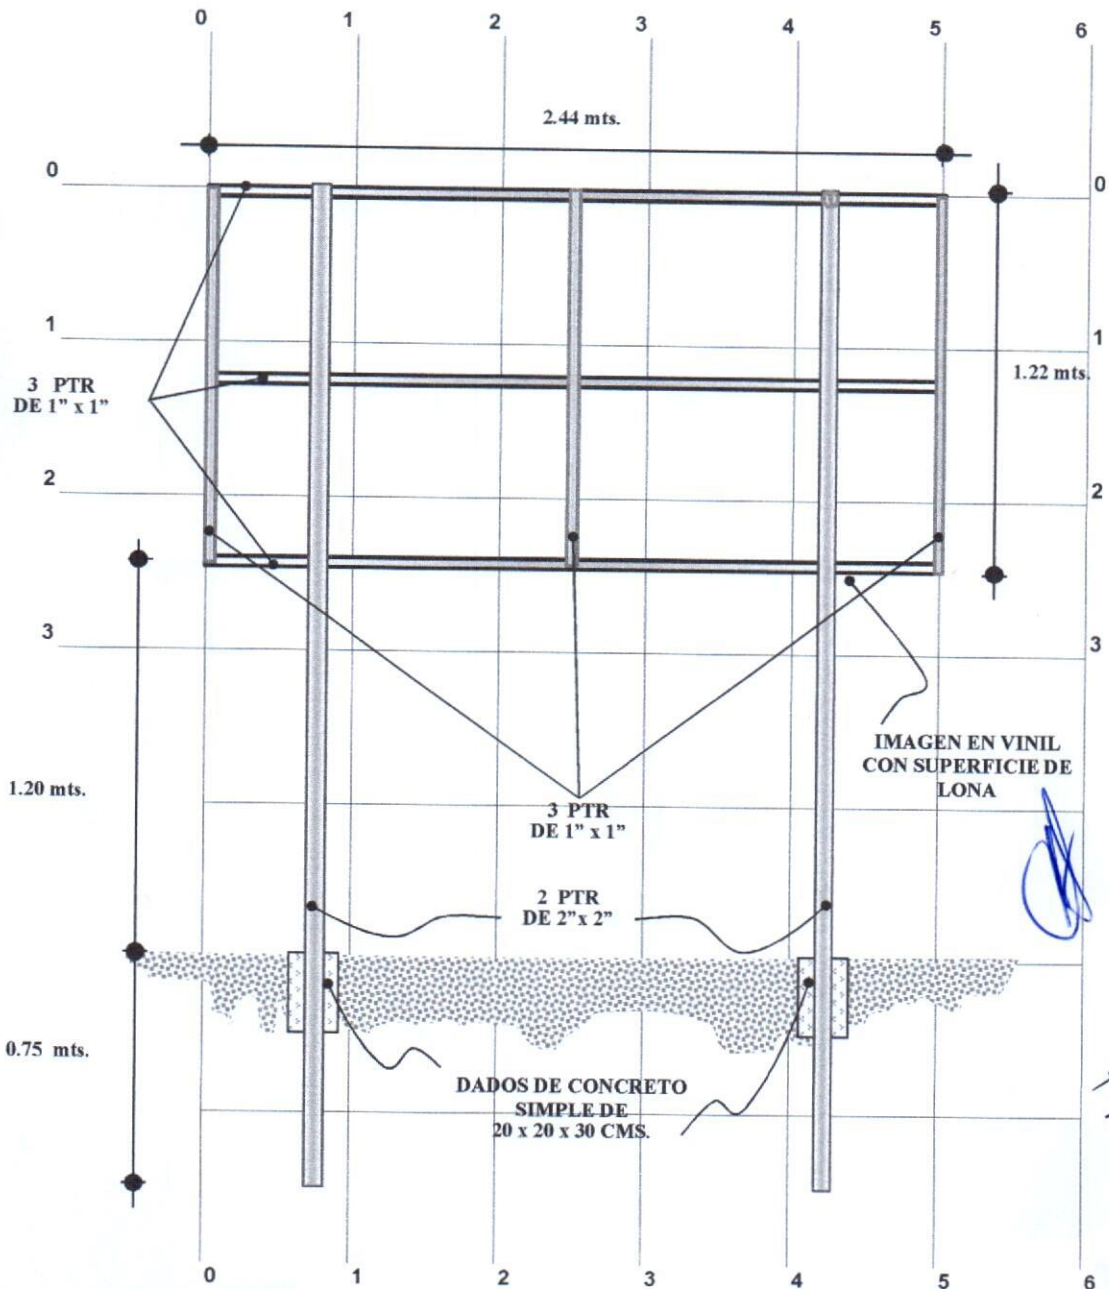 0 1 2 3 4 5 6
2.44 mts.
0 0
1 1
1.22 mts.
3 PTR
DE 1” x 1”
2 2
3 3
IMAGEN EN VINIL
CON SUPERFICIE DE
LONA
1.20 mts.
3 PTR
DE 1” x 1”
2 PTR
DE 2”x 2”
0.75 mts.
DADOS DE CONCRETO
SIMPLE DE
20 x 20 x 30 CMS.
0 1 2 3 4 5 6